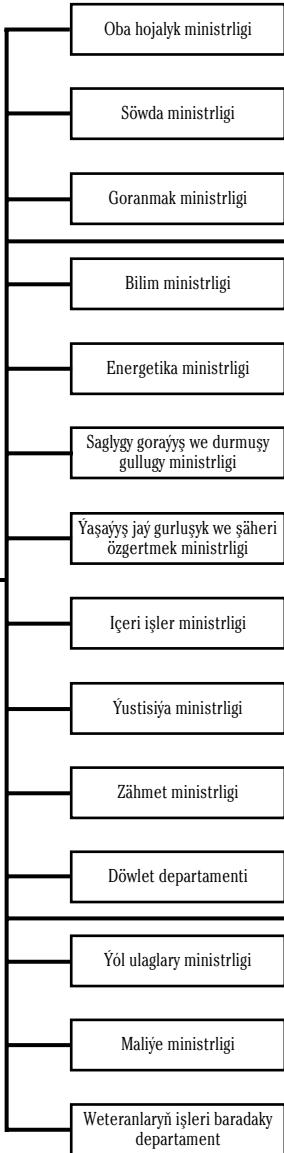 Oba hojalyk ministrligi
Söwda ministrligi
Goranmak ministrligi
Bilim ministrligi
Energetika ministrligi
Saglygy goraýyş we durmuşy
gullugy ministrligi
Ýaşaýyş jaý gurluşyk we şäheri
özgertmek ministrligi
Içeri işler ministrligi
Ýustisiýa ministrligi
Zähmet ministrligi
Döwlet departamenti
Ýól ulaglary ministrligi
Maliýe ministrligi
Weteranlaryň işleri baradaky
departament